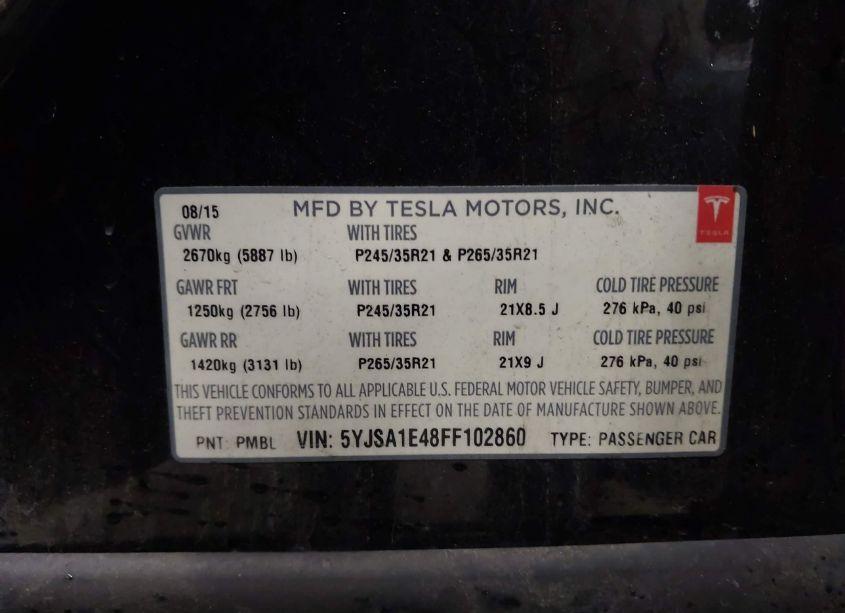 08/15 MFD BY TESLA MOTORS, INC.
TESLA
GVWR WITH TIRES
2670kg (5887 lb) P245/35R21 & P265/35R21
GAWR FRT WITH TIRES RIM COLD TIRE PRESSURE
1250kg (2756 lb) P245/35R21 21X8.5 J 276 kPa, 40 psi
GAWR RR WITH TIRES RIM COLD TIRE PRESSURE
1420kg (3131 lb) P265/35R21 21X9 J 276 kPa, 40 psi
THIS VEHICLE CONFORMS TO ALL APPLICABLE U.S. FEDERAL MOTOR VEHICLE SAFETY, BUMPER, AND
THEFT PREVENTION STANDARDS IN EFFECT ON THE DATE OF MANUFACTURE SHOWN ABOVE.
PNT: PMBL VIN: 5YJSA1E48FF102860 TYPE: PASSENGER CAR